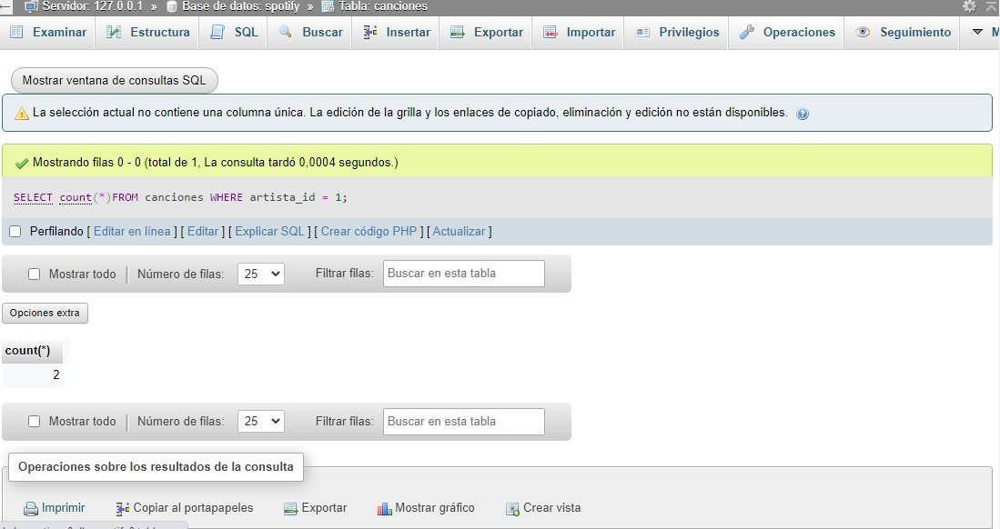 Servidor: 127.0.0.1 » Base de datos: spotify » Tabla: canciones
Examinar Estructura SQL Buscar Insertar Exportar Importar Privilegios Operaciones Seguimiento
Mostrar ventana de consultas SQL
La selección actual no contiene una columna única. La edición de la grilla y los enlaces de copiado, eliminación y edición no están disponibles.
Mostrando filas 0 - 0 (total de 1, La consulta tardó 0,0004 segundos.)
SELECT count(*)FROM canciones WHERE artista_id = 1;
Perfilando [ Editar en línea ] [ Editar ] [ Explicar SQL ] [ Crear código PHP ] [ Actualizar ]
Mostrar todo | Número de filas: 25 Filtrar filas: Buscar en esta tabla
Opciones extra
count(*)
2
Mostrar todo | Número de filas: 25 Filtrar filas: Buscar en esta tabla
Operaciones sobre los resultados de la consulta
Imprimir Copiar al portapapeles Exportar Mostrar gráfico Crear vista